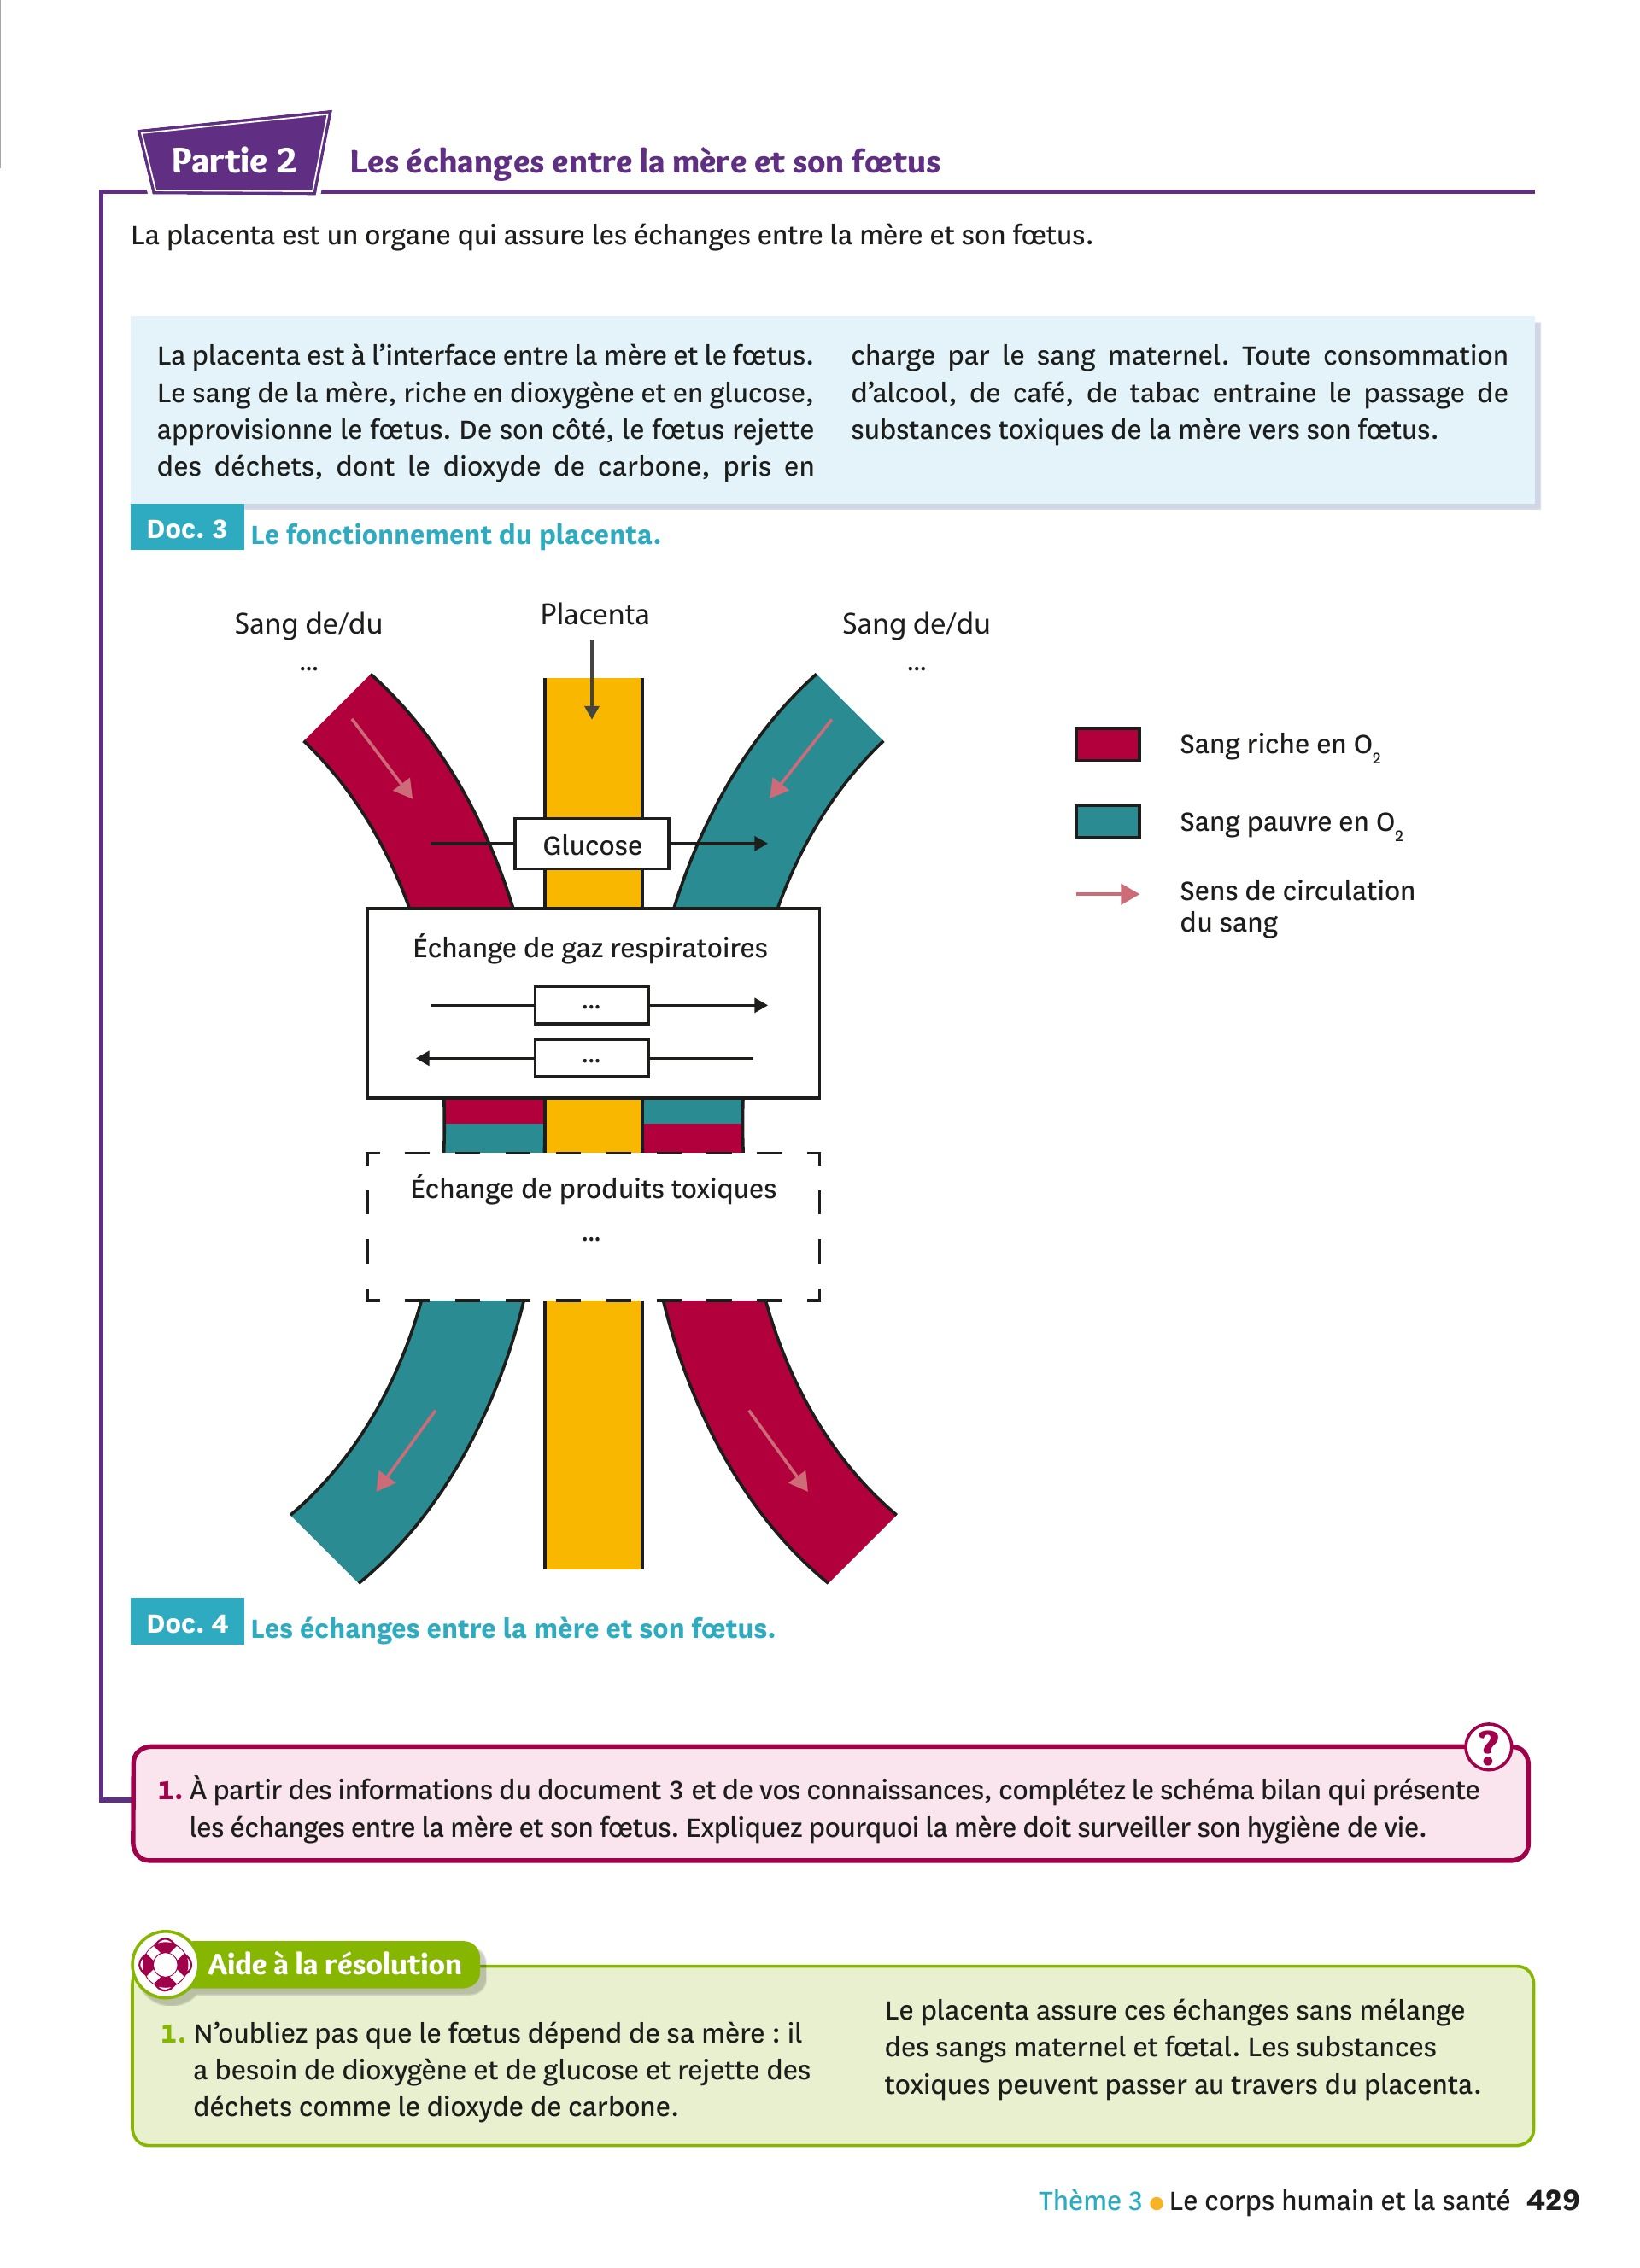 Partie 2
Les échanges entre la mère et son fœtus
La placenta est un organe qui assure les échanges entre la mère et son fœtus.
La placenta est à l’interface entre la mère et le fœtus.
Le sang de la mère, riche en dioxygène et en glucose,
approvisionne le fœtus. De son côté, le fœtus rejette
des déchets, dont le dioxyde de carbone, pris en
charge par le sang maternel. Toute consommation
d’alcool, de café, de tabac entraine le passage de
substances toxiques de la mère vers son fœtus.
Doc. 3 Le fonctionnement du placenta.
Sang de/du
...
Placenta
Sang de/du
...
Glucose
Échange de gaz respiratoires
...
...
Échange de produits toxiques
...
Sang riche en O₂
Sang pauvre en O₂
Sens de circulation
du sang
Doc. 4 Les échanges entre la mère et son fœtus.
?
1. À partir des informations du document 3 et de vos connaissances, complétez le schéma bilan qui présente
les échanges entre la mère et son fœtus. Expliquez pourquoi la mère doit surveiller son hygiène de vie.
Aide à la résolution
1. N’oubliez pas que le fœtus dépend de sa mère : il
a besoin de dioxygène et de glucose et rejette des
déchets comme le dioxyde de carbone.
Le placenta assure ces échanges sans mélange
des sangs maternel et fœtal. Les substances
toxiques peuvent passer au travers du placenta.
Thème 3 ● Le corps humain et la santé 429